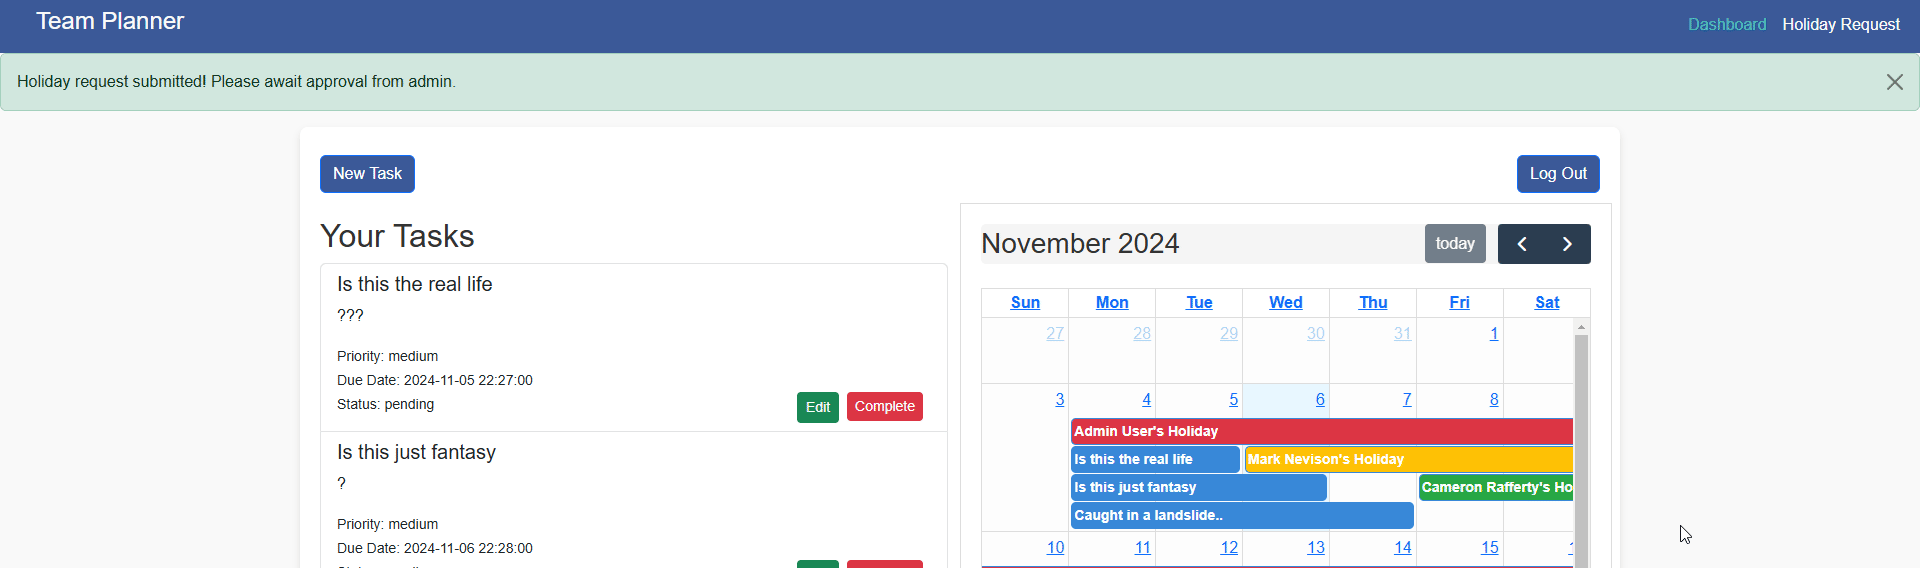 Team Planner
Dashboard Holiday Request
Holiday request submitted! Please await approval from admin.
New Task
Log Out
Your Tasks
Is this the real life
???
Priority: medium
Due Date: 2024-11-05 22:27:00
Status: pending
Edit Complete
Is this just fantasy
?
Priority: medium
Due Date: 2024-11-06 22:28:00
November 2024
today
Sun Mon Tue Wed Thu Fri Sat
27 28 29 30 31 1
3 4 5 6 7 8
Admin User's Holiday
Is this the real life Mark Nevison's Holiday
Is this just fantasy Cameron Rafferty's Ho
Caught in a landslide..
10 11 12 13 14 15